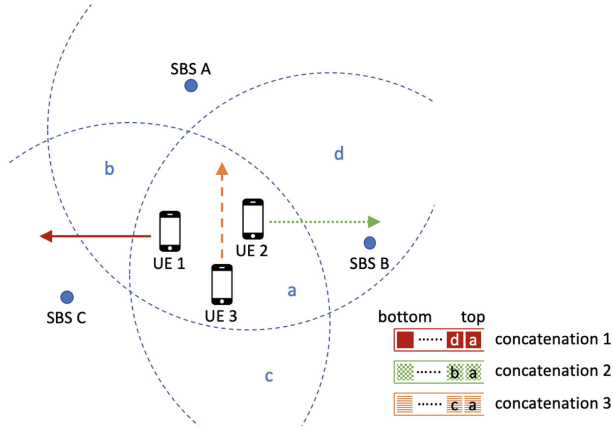 SBS A
d
b
UE 1
UE 2
SBS B
a
SBS C
UE 3
bottom top
...... d a concatenation 1
...... b a concatenation 2
...... c a concatenation 3
c